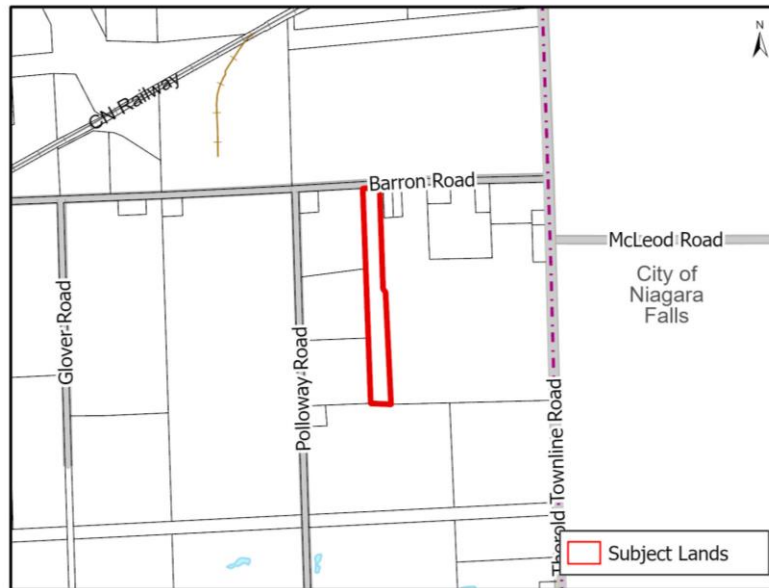 N
CN Railway
Barron Road
McLeod Road
City of
Niagara
Falls
Glover Road
Polloway Road
Thorold Townline Road
Subject Lands